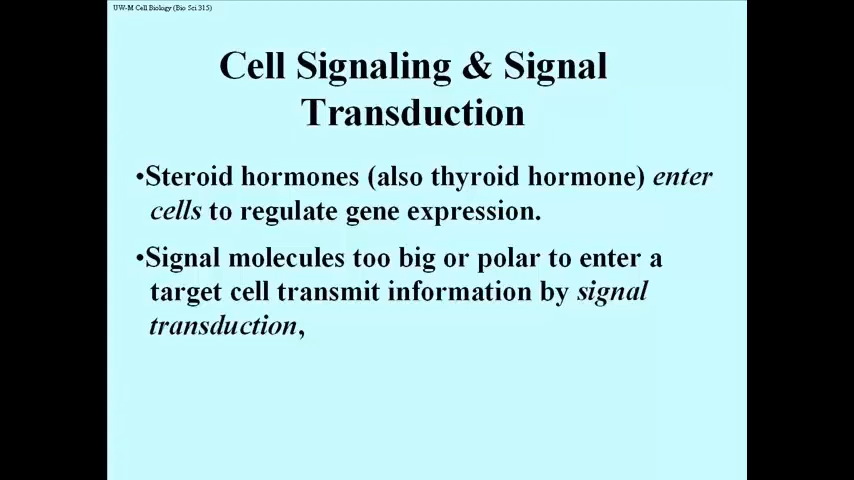 UW-M Cell Biology (Bio Sci 315)
Cell Signaling & Signal
Transduction
•Steroid hormones (also thyroid hormone) enter
cells to regulate gene expression.
•Signal molecules too big or polar to enter a
target cell transmit information by signal
transduction,